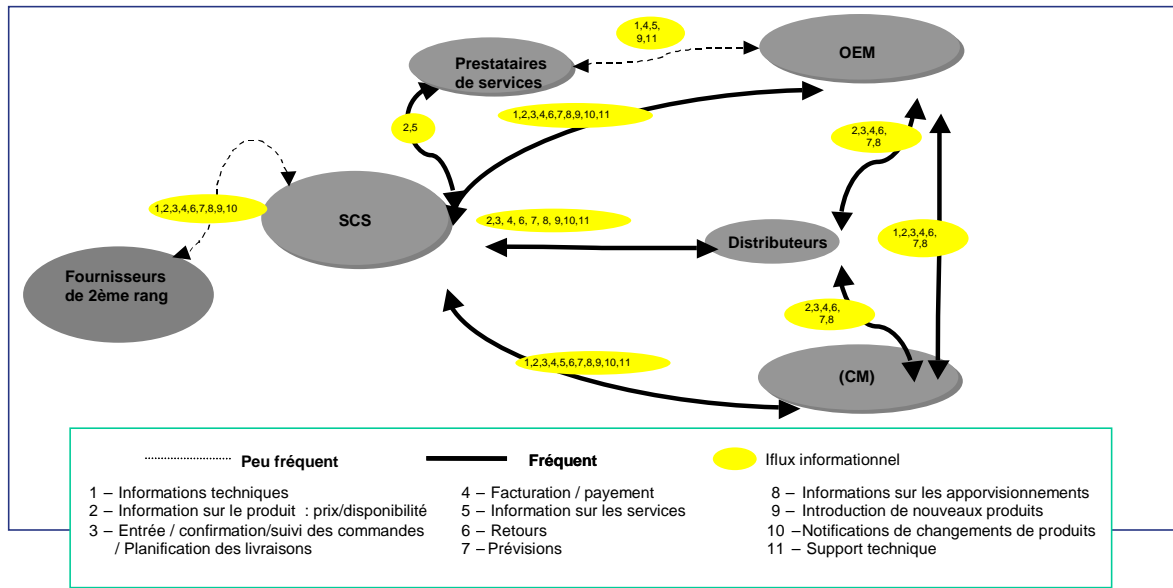 1,4,5,
9,11
OEM
Prestataires
de services
1,2,3,4,6,7,8,9,10,11
2,5
2,3,4,6,
7,8
1,2,3,4,6,7,8,9,10
SCS
2,3, 4, 6, 7, 8, 9,10,11
Distributeurs
1,2,3,4,6,
7,8
Fournisseurs
de 2ème rang
2,3,4,6,
7,8
1,2,3,4,5,6,7,8,9,10,11
(CM)
Peu fréquent
Fréquent
Iflux informationnel
1 – Informations techniques
2 – Information sur le produit : prix/disponibilité
3 – Entrée / confirmation/suivi des commandes
/ Planification des livraisons
4 – Facturation / payement
5 – Information sur les services
6 – Retours
7 – Prévisions
8 – Informations sur les apporvisionnements
9 – Introduction de nouveaux produits
10 –Notifications de changements de produits
11 – Support technique